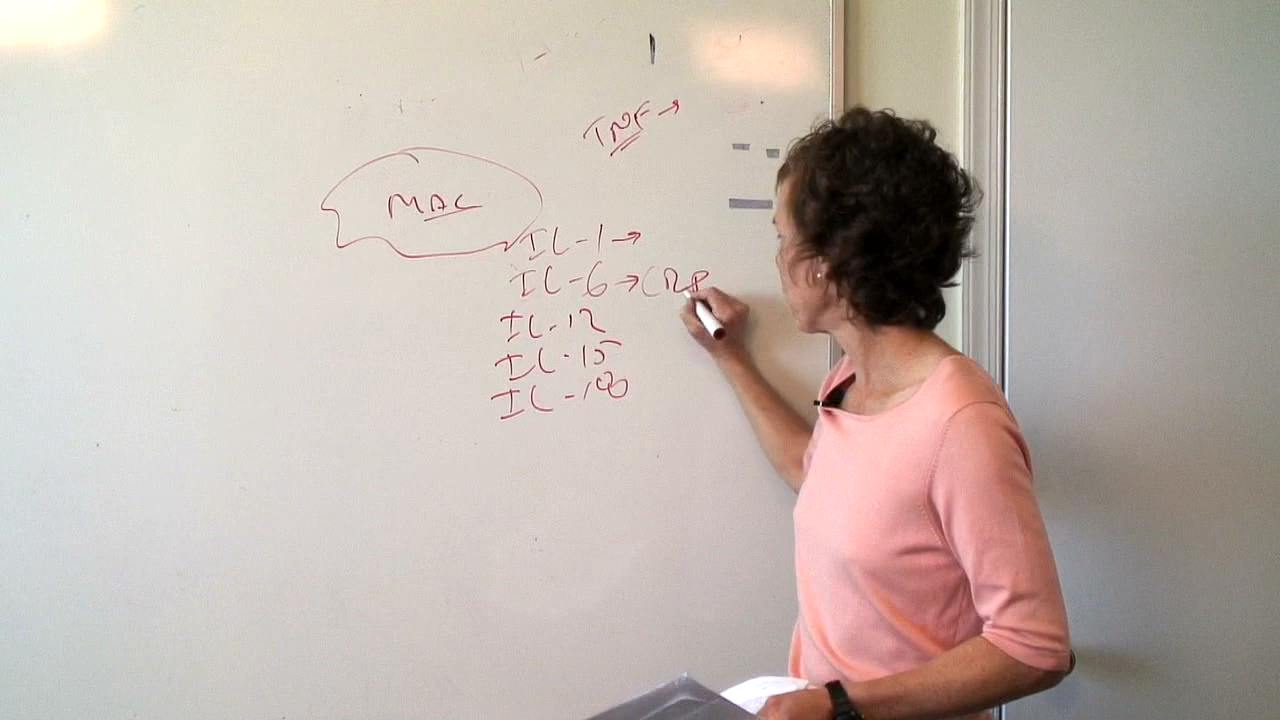 TNF →
MAC
IL-1 →
IL-6 → CRP
IL-12
IL-15
IL-18